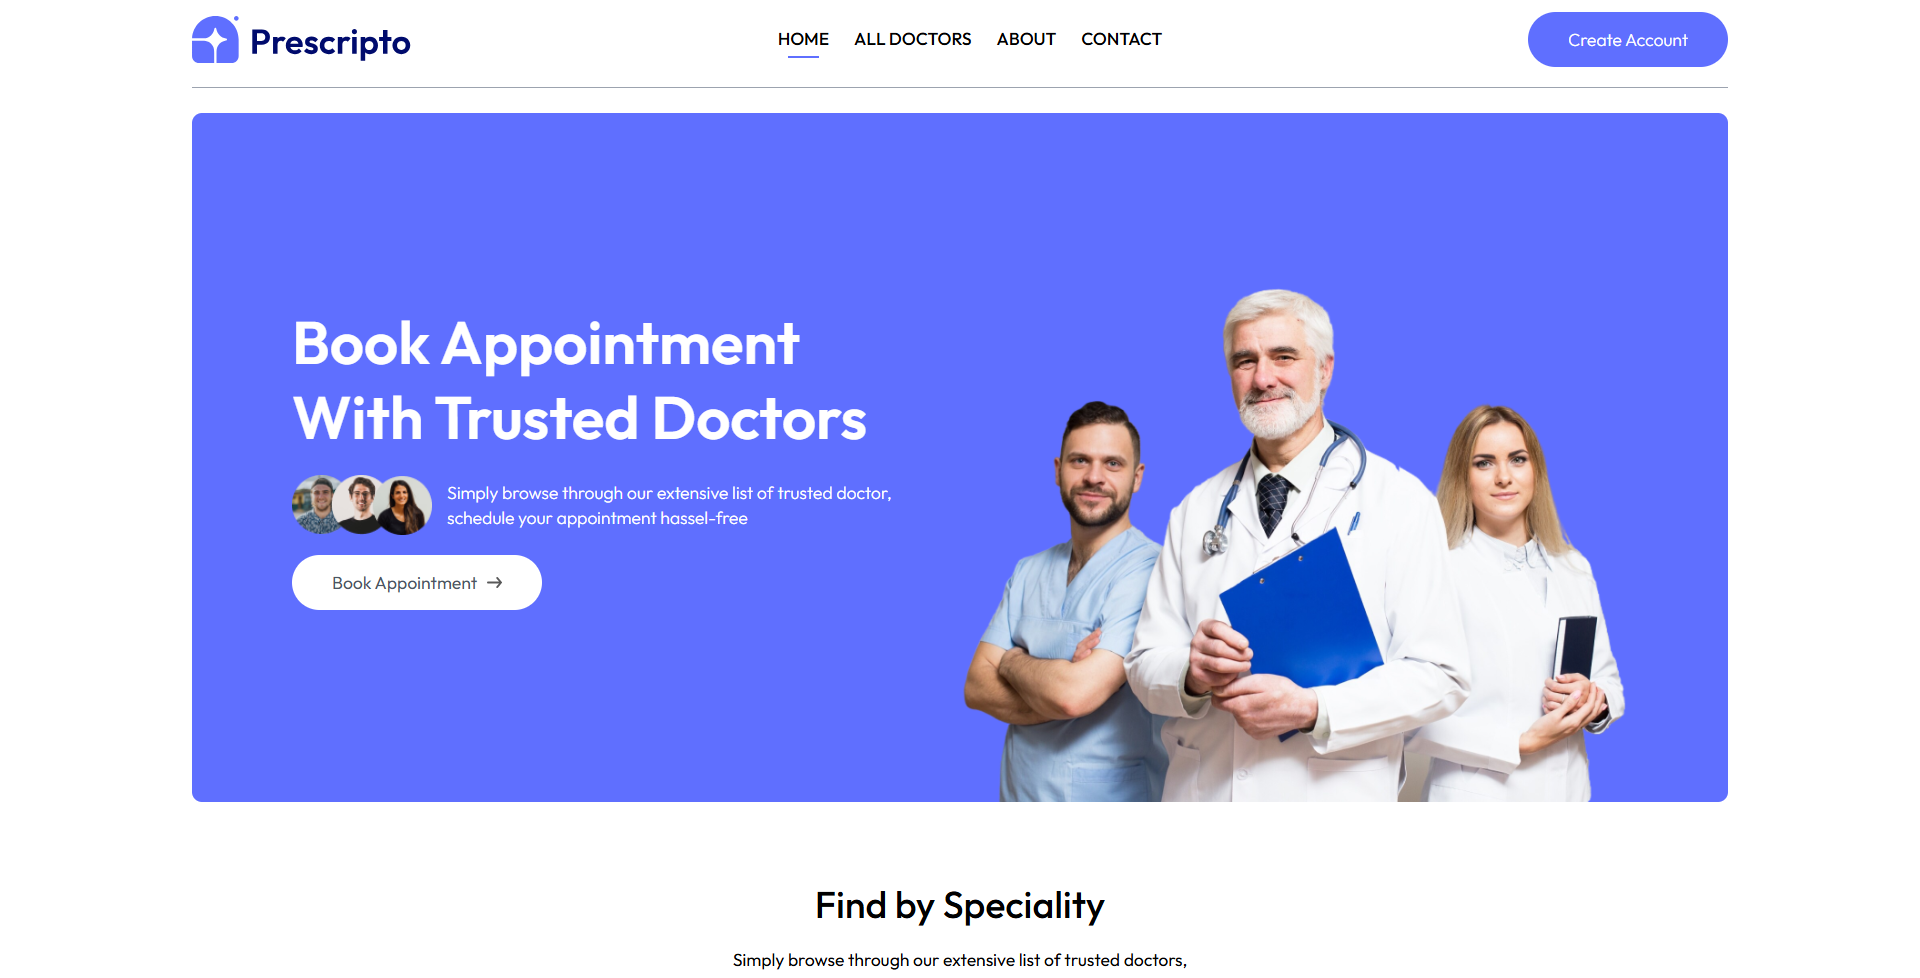 Prescripto
HOME
ALL DOCTORS
ABOUT
CONTACT
Create Account
Book Appointment
With Trusted Doctors
Simply browse through our extensive list of trusted doctor,
schedule your appointment hassel-free
Book Appointment →
Find by Speciality
Simply browse through our extensive list of trusted doctors,